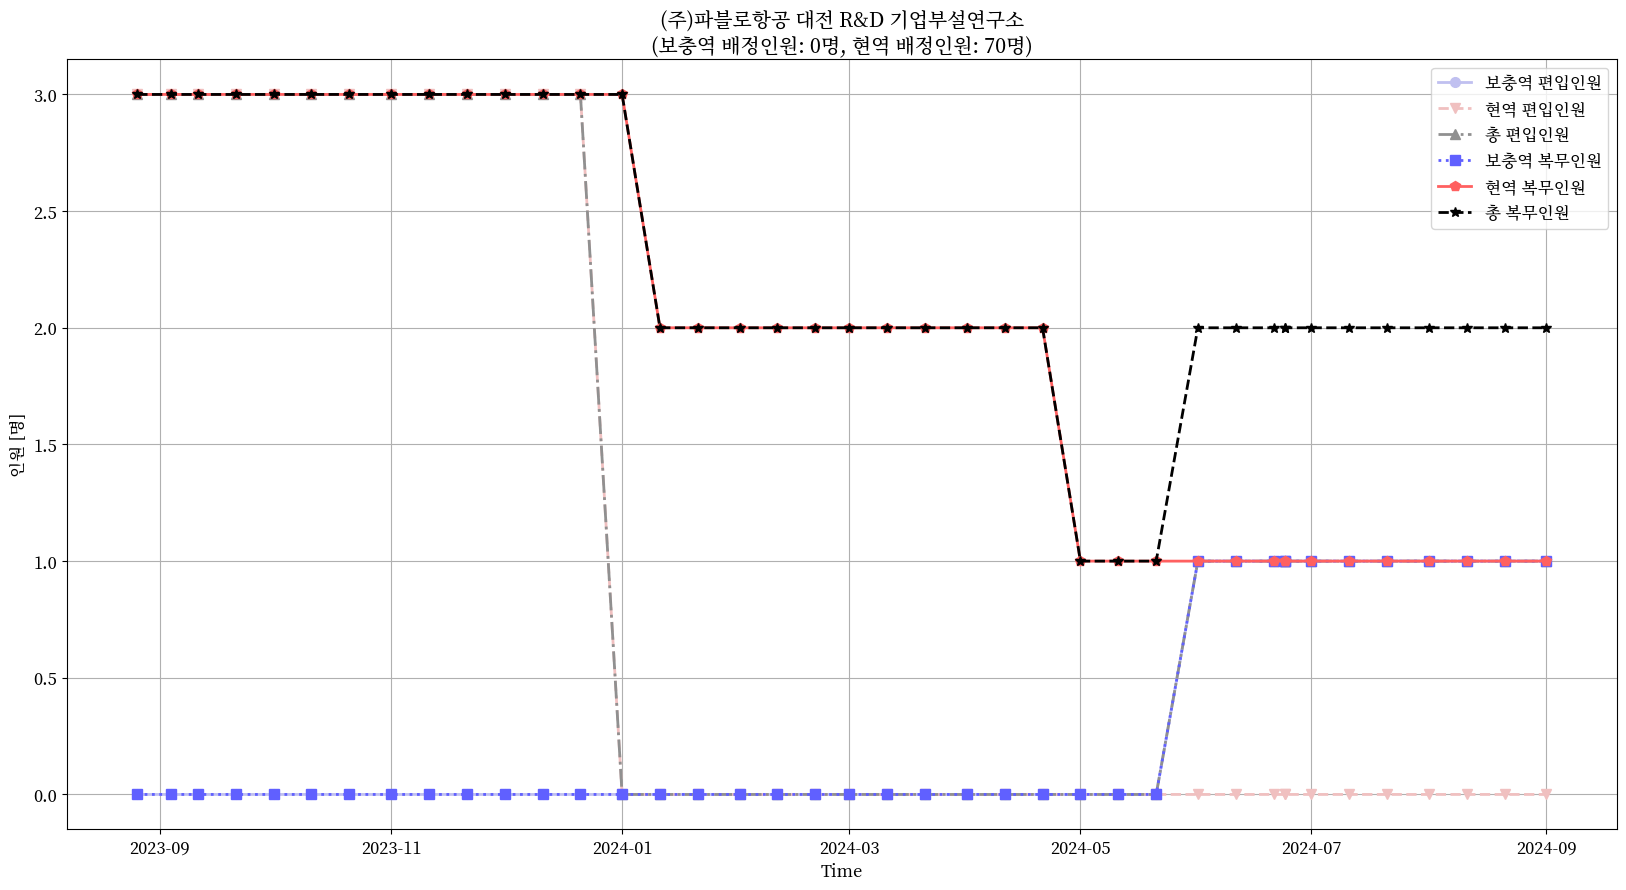 (주)파블로항공 대전 R&D 기업부설연구소
(보충역 배정인원: 0명, 현역 배정인원: 70명)
보충역 편입인원
현역 편입인원
총 편입인원
보충역 복무인원
현역 복무인원
총 복무인원
인원 [명]
3.0
2.5
2.0
1.5
1.0
0.5
0.0
2023-09
2023-11
2024-01
2024-03
2024-05
2024-07
2024-09
Time